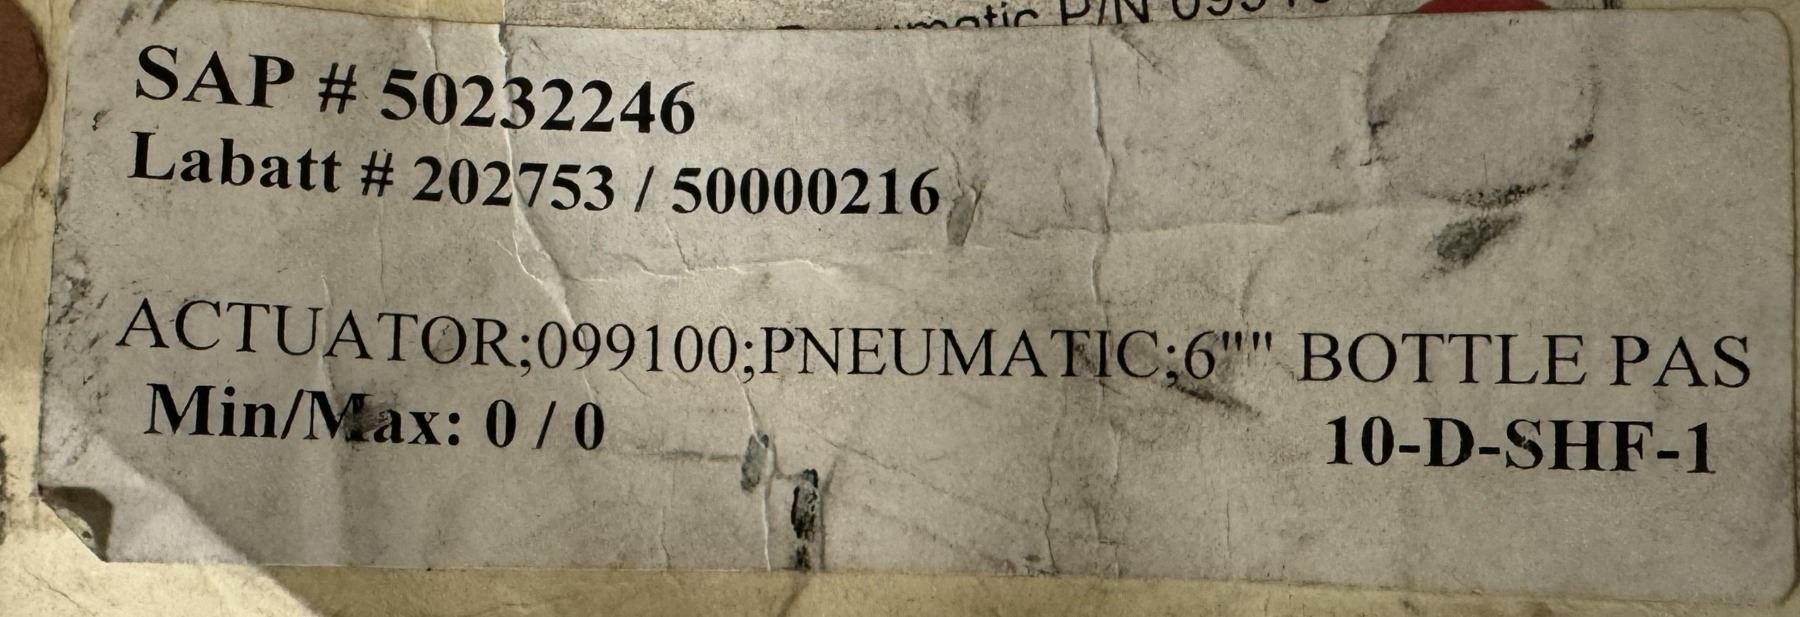 P/N
SAP # 50232246
Labatt # 202753 / 50000216
ACTUATOR;099100;PNEUMATIC;6"" BOTTLE PAS
Min/Max: 0 / 0
10-D-SHF-1